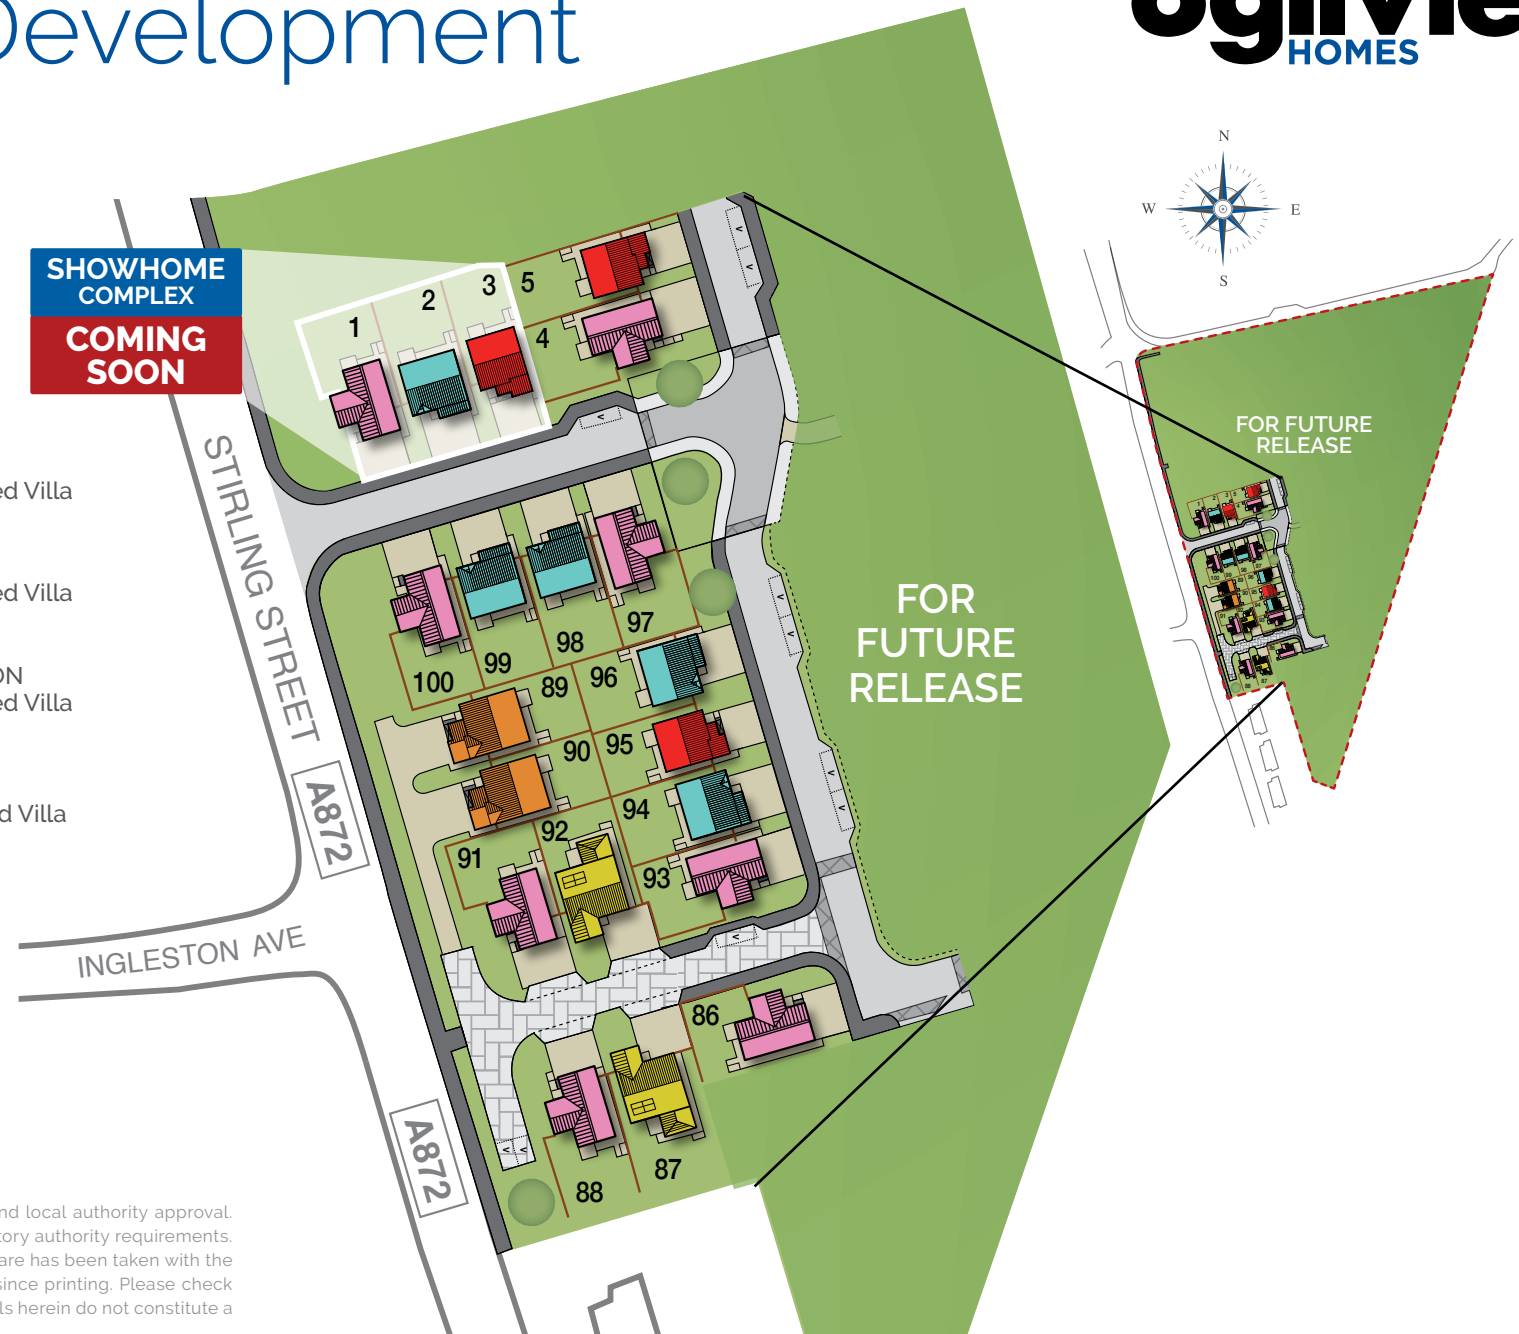 Development
ogilvie
HOMES
N
W
E
S
SHOWHOME
COMPLEX
COMING
SOON
1
2
3
5
4
ed Villa
ed Villa
ON
ed Villa
d Villa
STIRLING STREET
A872
INGLESTON AVE
A872
100
99
98
97
89
96
90
95
94
92
91
93
86
88
87
V
V
V
V
V
V
V
V
V
V
V
FOR
FUTURE
RELEASE
FOR FUTURE
RELEASE
nd local authority approval.
tory authority requirements.
are has been taken with the
since printing. Please check
ls herein do not constitute a